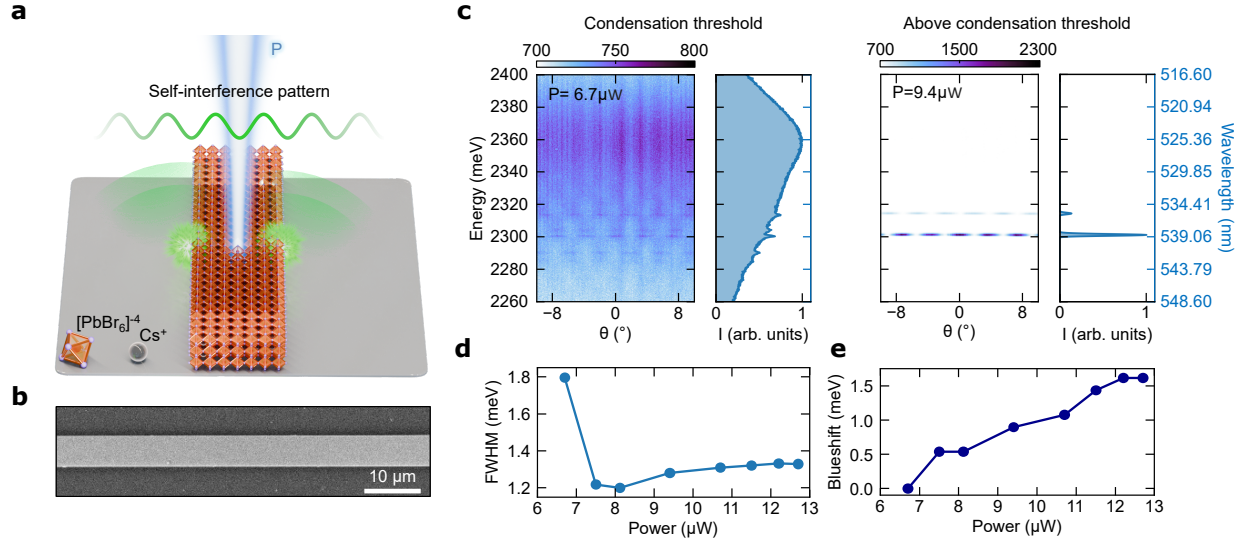 a
P
Self-interference pattern
[PbBr₆]⁻⁴
Cs⁺
b
10 µm
c
Condensation threshold
700 750 800
P= 6.7µW
Energy (meV)
2400
2380
2360
2340
2320
2300
2280
2260
−8 0 8
θ (°)
0 1
I (arb. units)
Above condensation threshold
700 1500 2300
P=9.4µW
−8 0 8
θ (°)
0 1
I (arb. units)
516.60
520.94
525.36
529.85
534.41
539.06
543.79
548.60
Wavelength (nm)
d
FWHM (meV)
1.8
1.6
1.4
1.2
6 7 8 9 10 11 12 13
Power (µW)
e
Blueshift (meV)
1.5
1.0
0.5
0.0
6 7 8 9 10 11 12 13
Power (µW)